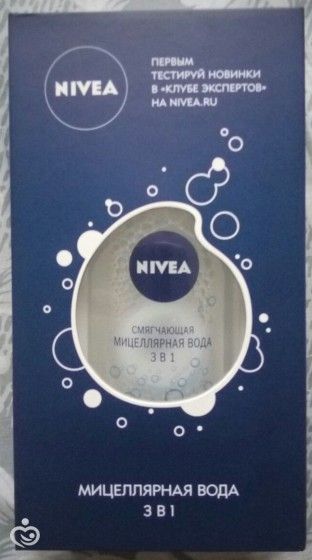 NIVEA
ПЕРВЫМ
ТЕСТИРУЙ НОВИНКИ
В «КЛУБЕ ЭКСПЕРТОВ»
НА NIVEA.RU
NIVEA
СМЯГЧАЮЩАЯ
МИЦЕЛЛЯРНАЯ ВОДА
3 В 1
МИЦЕЛЛЯРНАЯ ВОДА
3 В 1